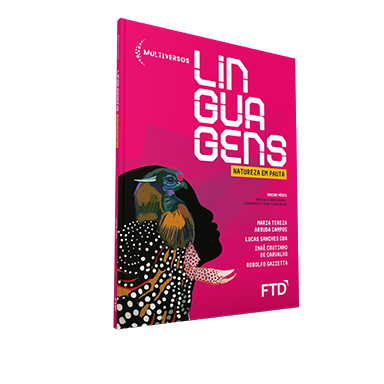 MULTIVERSOS
LIN
GUA
GENS
NATUREZA EM PAUTA
ENSINO MÉDIO
MARIA TEREZA
ARRUDA CAMPOS
LUCAS SANCHES ODA
INAÊ COUTINHO
DE CARVALHO
RODOLFO GAZZETTA
FTD